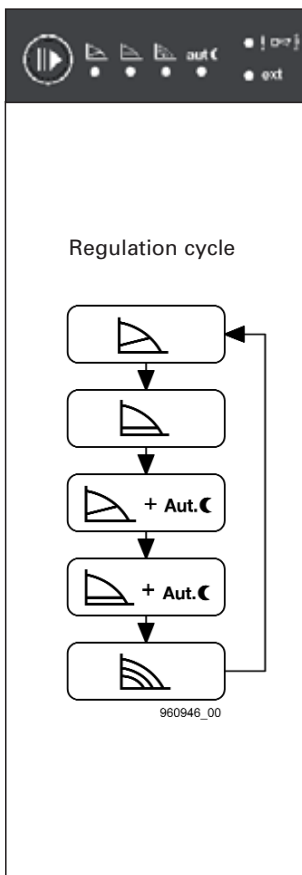 aut
ext
Regulation cycle
+ Aut.
+ Aut.
960946_00